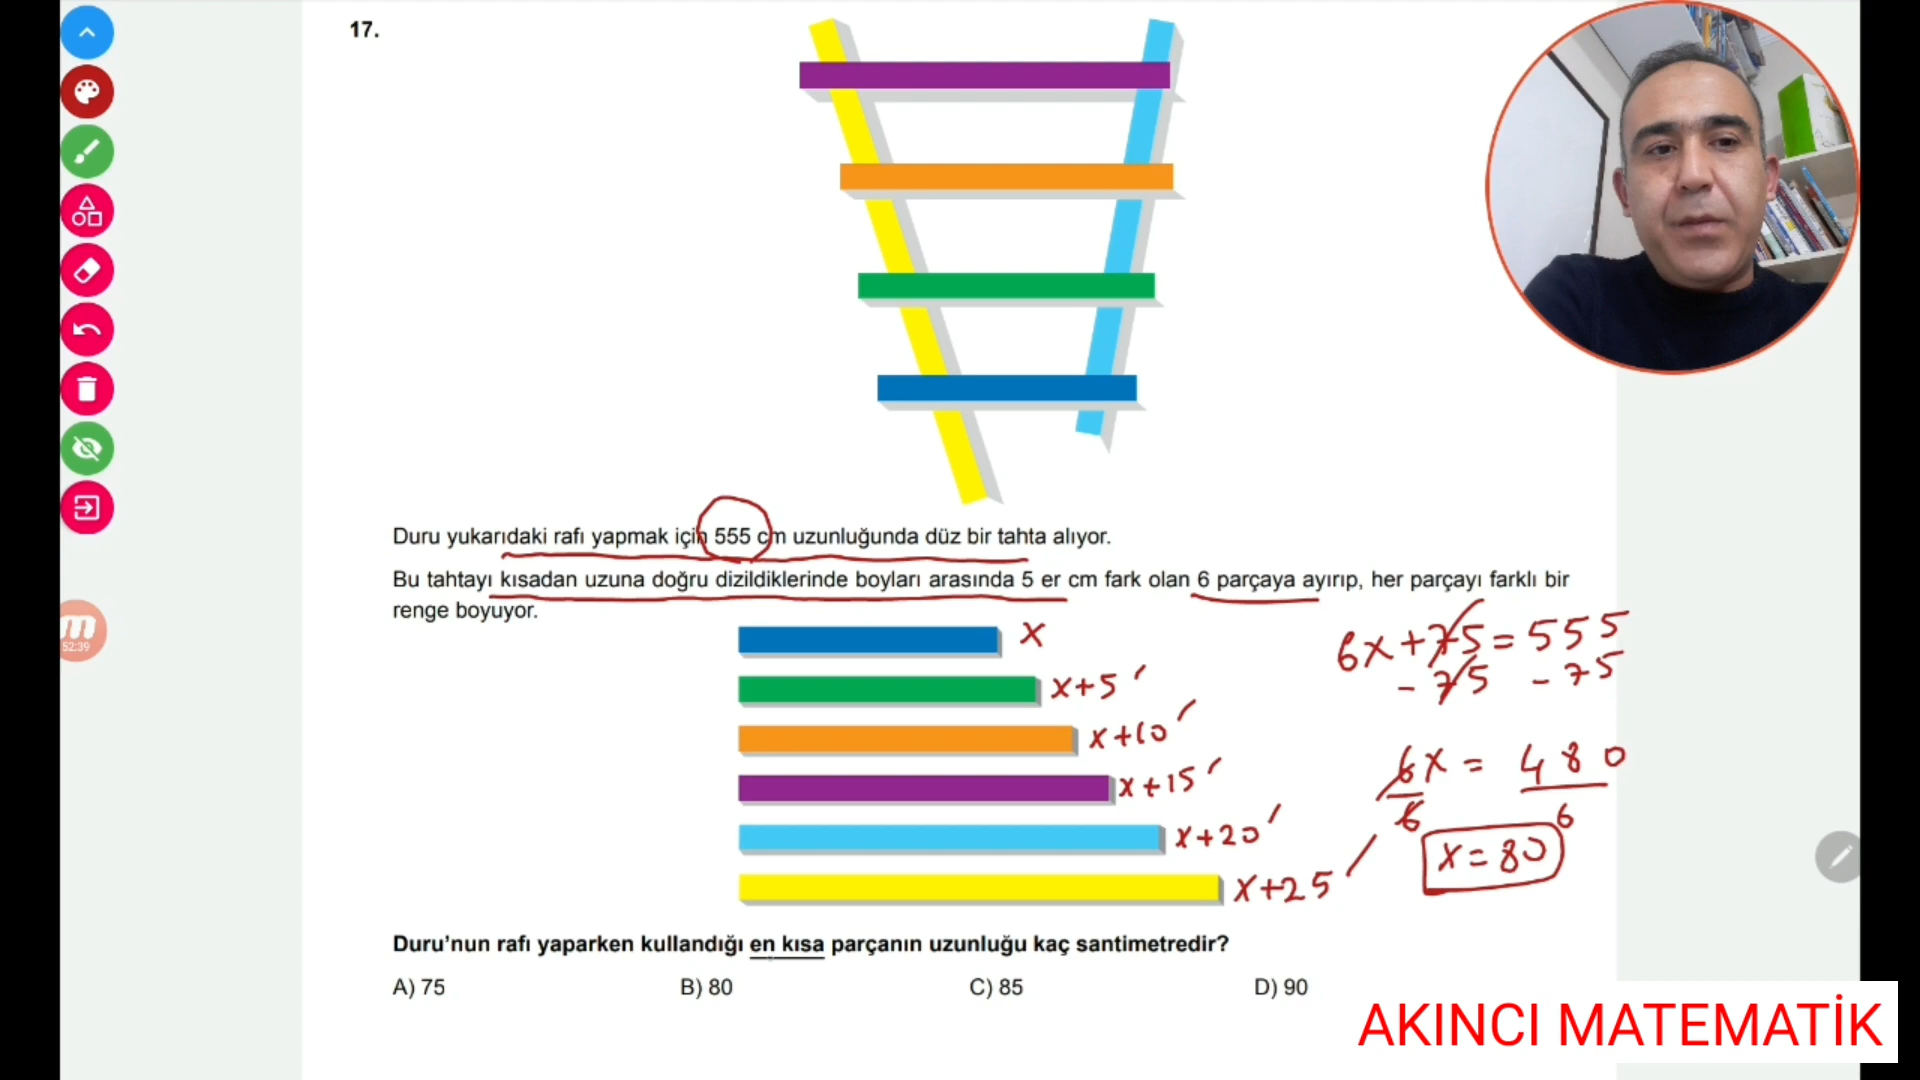 17.
Duru yukarıdaki rafı yapmak için 555 cm uzunluğunda düz bir tahta alıyor.
Bu tahtayı kısadan uzuna doğru dizildiklerinde boyları arasında 5 er cm fark olan 6 parçaya ayırıp, her parçayı farklı bir
renge boyuyor.
x
x+5
x+10
x+15
x+20
x+25
6x+75=555
-75 -75
6x = 480
6 6
x=80
Duru’nun rafı yaparken kullandığı en kısa parçanın uzunluğu kaç santimetredir?
A) 75 B) 80 C) 85 D) 90
m
52:39
AKINCI MATEMATİK